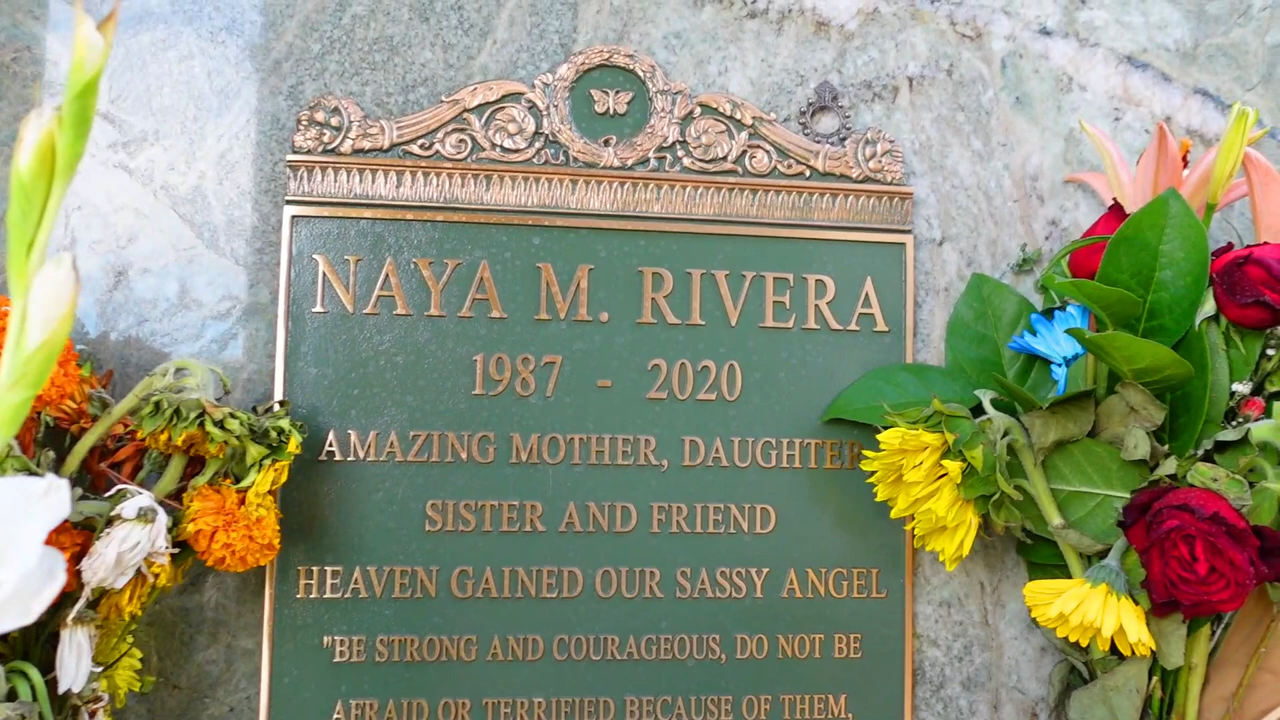 NAYA M. RIVERA
1987 - 2020
AMAZING MOTHER, DAUGHTER
SISTER AND FRIEND
HEAVEN GAINED OUR SASSY ANGEL
"BE STRONG AND COURAGEOUS, DO NOT BE
AFRAID OR TERRIFIED BECAUSE OF THEM,